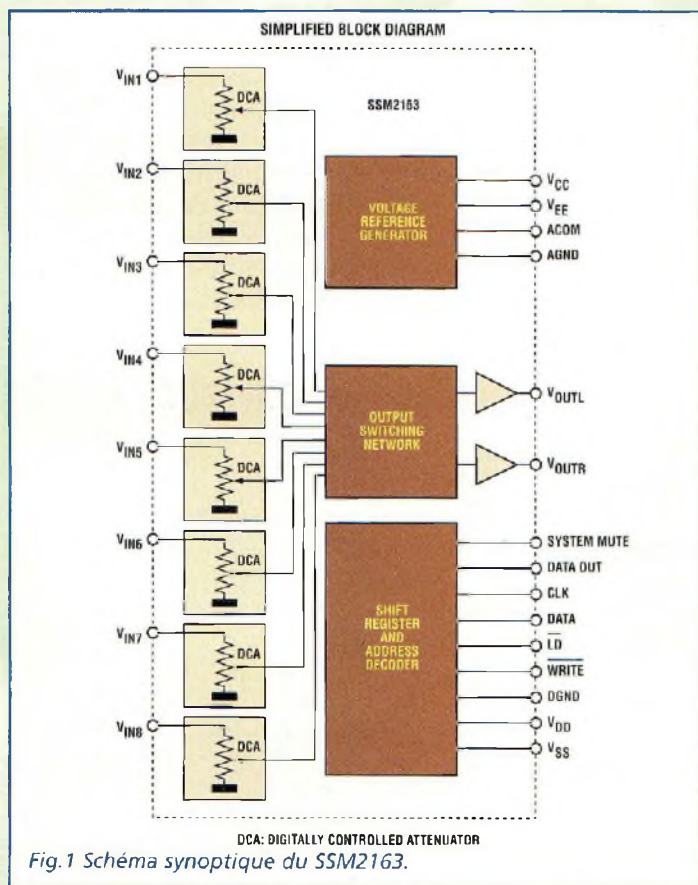 SIMPLIFIED BLOCK DIAGRAM
SSM2163
VIN1
DCA
VIN2
DCA
VIN3
DCA
VIN4
DCA
VIN5
DCA
VIN6
DCA
VIN7
DCA
VIN8
DCA
VOLTAGE
REFERENCE
GENERATOR
VCC
VEE
ACOM
AGND
OUTPUT
SWITCHING
NETWORK
VOUTL
VOUTR
SHIFT
REGISTER
AND
ADDRESS
DECODER
SYSTEM MUTE
DATA OUT
CLK
DATA
LD
WRITE
DGND
VDD
VSS
DCA: DIGITALLY CONTROLLED ATTENUATOR
Fig.1 Schéma synoptique du SSM2163.